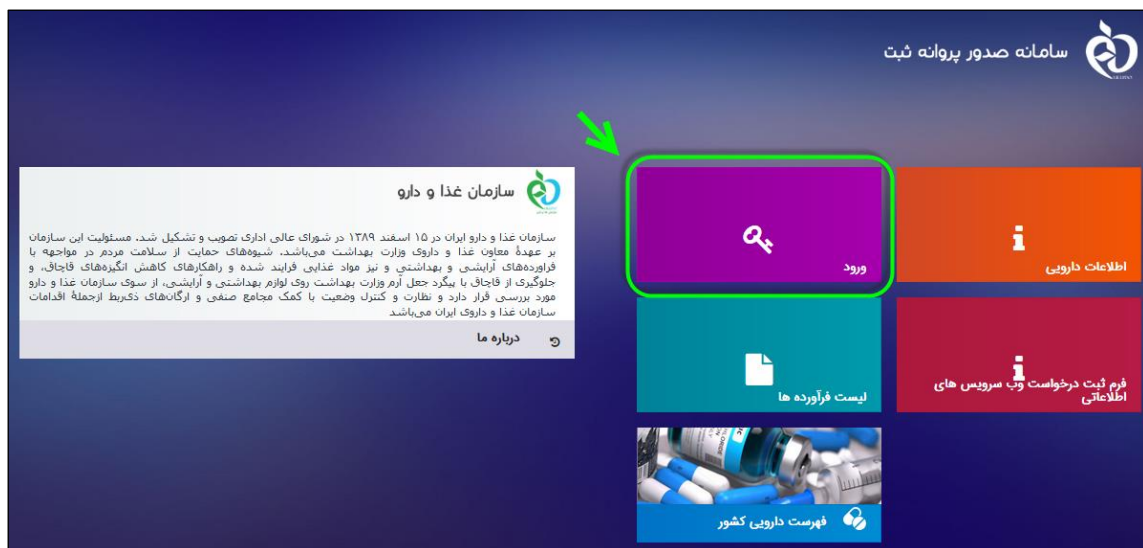 سامانه صدور پروانه ثبت
اطلاعات دارویی
ورود
فرم ثبت درخواست وب سرویس های
اطلاعاتی
لیست فرآورده ها
فهرست دارویی کشور
سازمان غذا و دارو
سازمان غذا و دارو ایران در ۱۵ اسفند ۱۳۸۹ در شورای عالی اداری تصویب و تشکیل شد. مسئولیت این سازمان
بر عهدهٔ معاون غذا و داروی وزارت بهداشت می‌باشد. شیوه‌های حمایت از سلامت مردم در مواجهه با
فراورده‌های آرایشی و بهداشتی و نیز مواد غذایی فرایند شده و راهکارهای کاهش انگیزه‌های قاچاق، و
جلوگیری از قاچاق با پیگرد جعل آرم وزارت بهداشت روی لوازم بهداشتی و آرایشی، از سوی سازمان غذا و دارو
مورد بررسی قرار دارد و نظارت و کنترل وضعیت با کمک مجامع صنفی و ارگان‌های ذی‌ربط ازجملهٔ اقدامات
سازمان غذا و داروی ایران می‌باشد
درباره ما